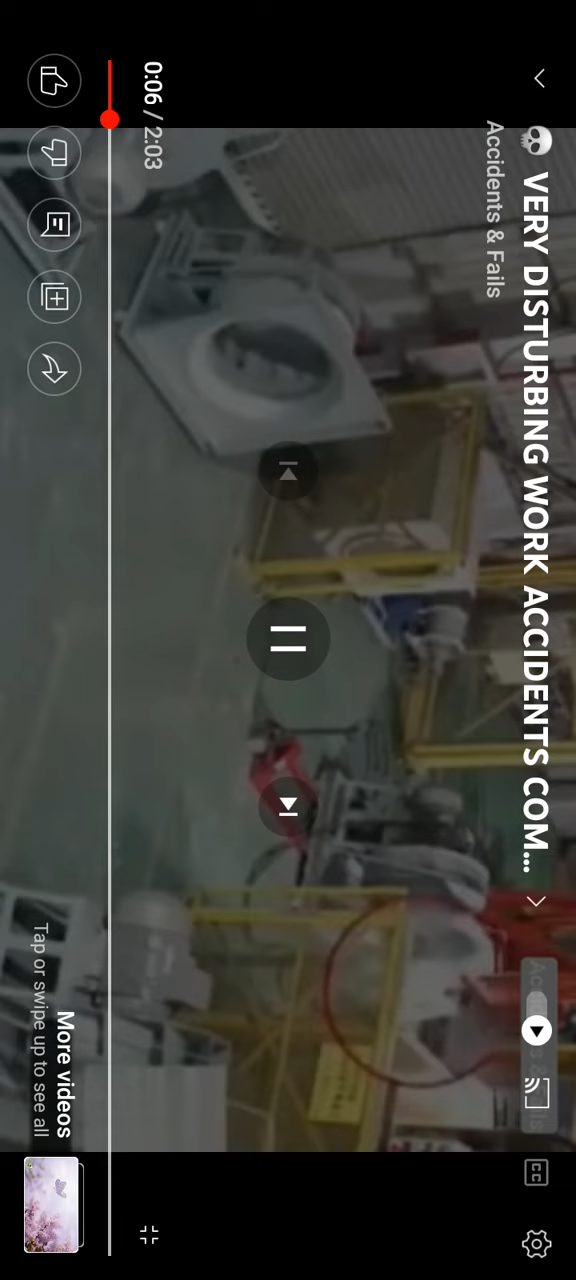 💀 VERY DISTURBING WORK ACCIDENTS COM...
Accidents & Fails
CC
0:06 / 2:03
More videos
Tap or swipe up to see all